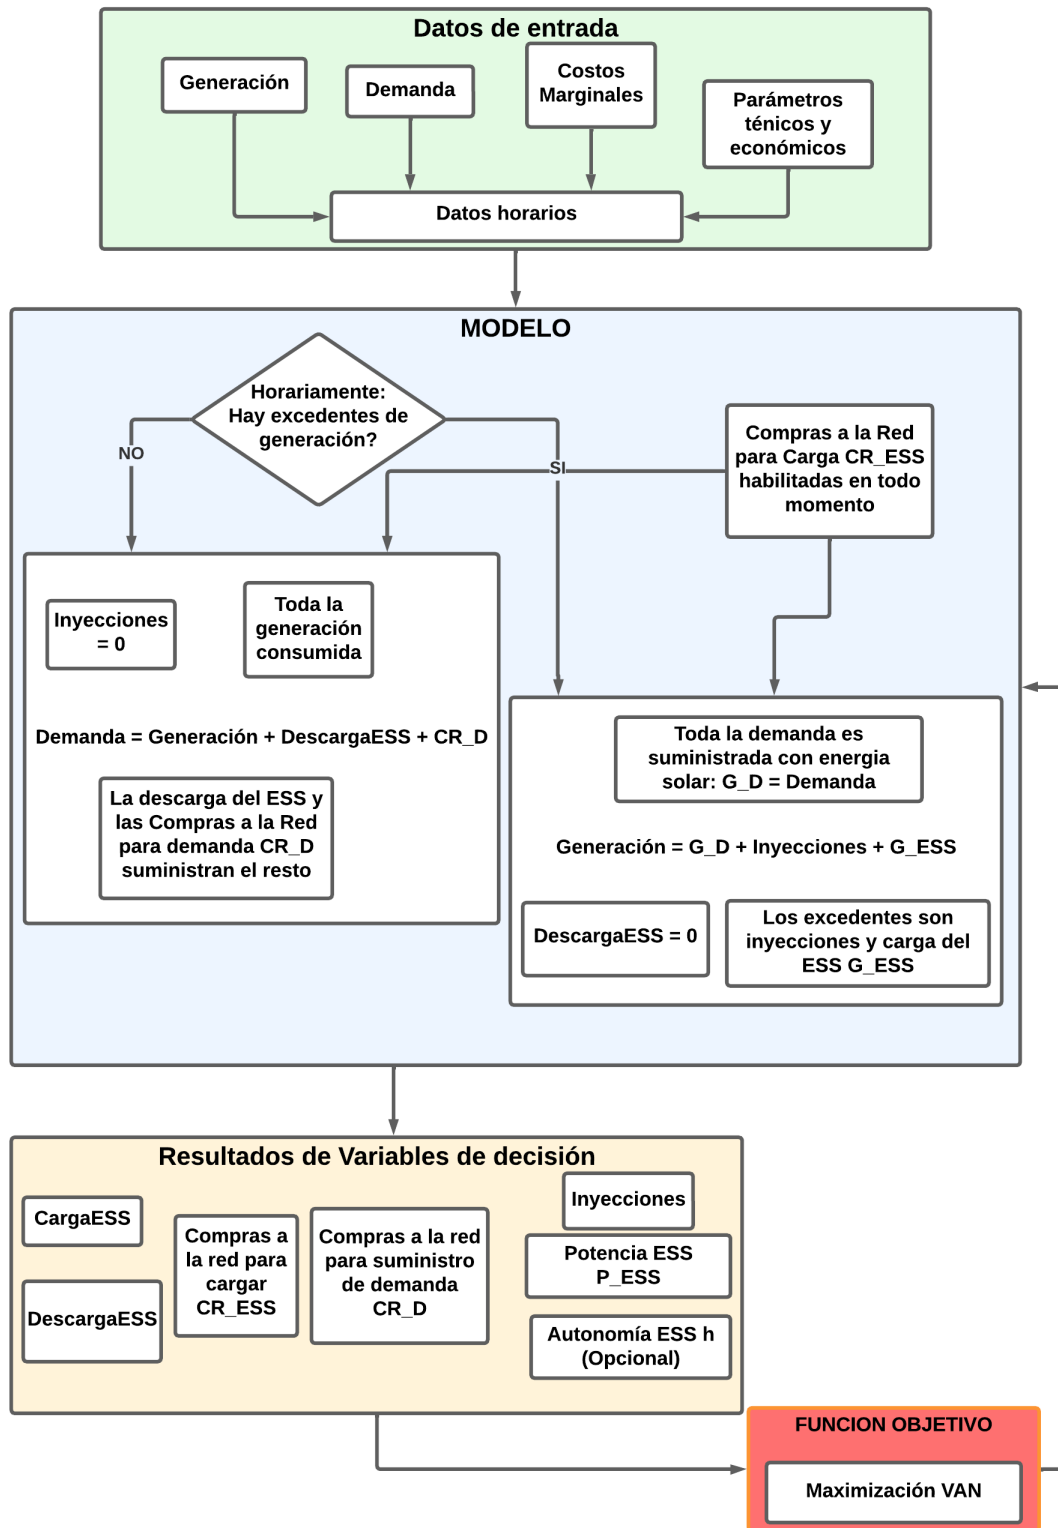 Datos de entrada
Generación
Demanda
Costos
Marginales
Parámetros
ténicos y
económicos
Datos horarios
MODELO
Horariamente:
Hay excedentes de
generación?
NO
SI
Compras a la Red
para Carga CR_ESS
habilitadas en todo
momento
Inyecciones
= 0
Toda la
generación
consumida
Demanda = Generación + DescargaESS + CR_D
La descarga del ESS y
las Compras a la Red
para demanda CR_D
suministran el resto
Toda la demanda es
suministrada con energia
solar: G_D = Demanda
Generación = G_D + Inyecciones + G_ESS
DescargaESS = 0
Los excedentes son
inyecciones y carga del
ESS G_ESS
Resultados de Variables de decisión
CargaESS
DescargaESS
Compras a
la red para
cargar
CR_ESS
Compras a la red
para suministro
de demanda
CR_D
Inyecciones
Potencia ESS
P_ESS
Autonomía ESS h
(Opcional)
FUNCION OBJETIVO
Maximización VAN